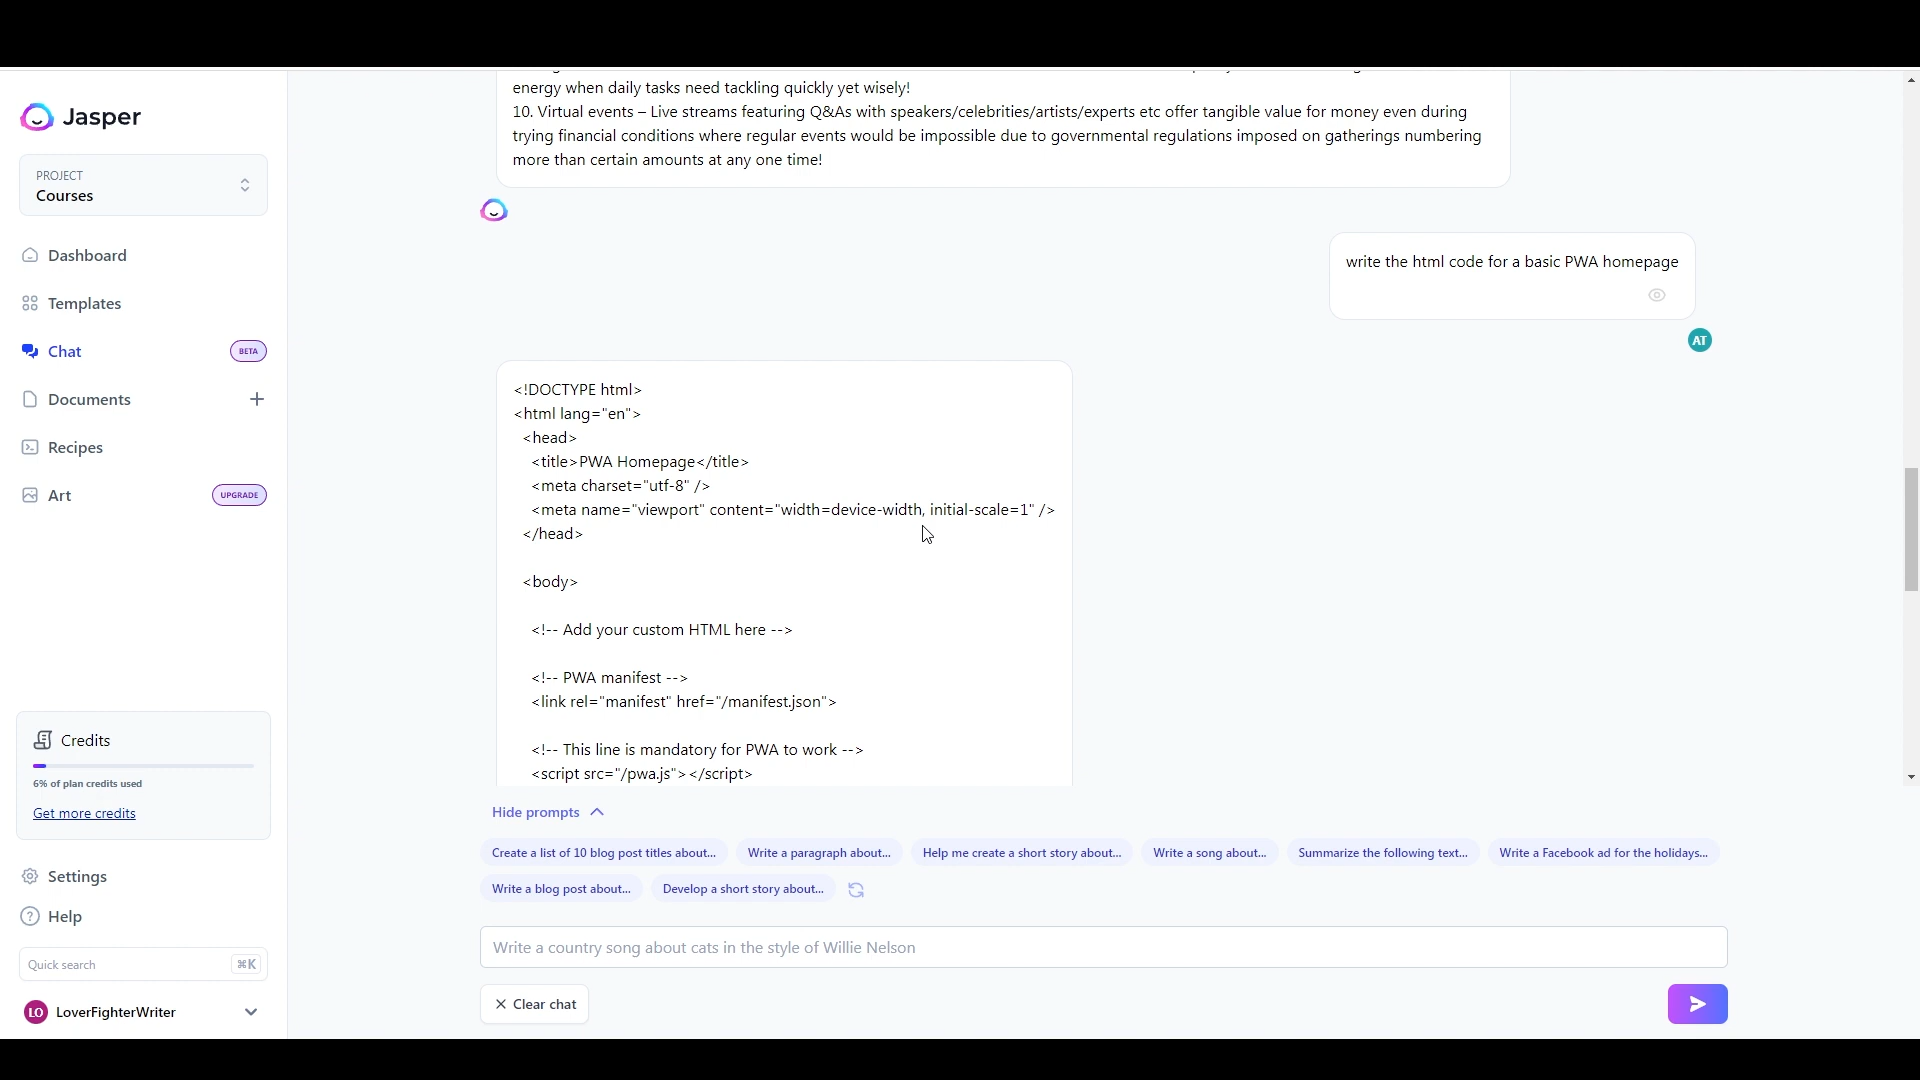 Jasper
PROJECT
Courses
Dashboard
Templates
Chat
BETA
Documents
Recipes
Art
UPGRADE
Credits
6% of plan credits used
Get more credits
Settings
Help
Quick search
⌘K
LO
LoverFighterWriter
energy when daily tasks need tackling quickly yet wisely!
10. Virtual events – Live streams featuring Q&As with speakers/celebrities/artists/experts etc offer tangible value for money even during
trying financial conditions where regular events would be impossible due to governmental regulations imposed on gatherings numbering
more than certain amounts at any one time!
write the html code for a basic PWA homepage
AT
<!DOCTYPE html>
<html lang="en">
<head>
<title>PWA Homepage</title>
<meta charset="utf-8" />
<meta name="viewport" content="width=device-width, initial-scale=1" />
</head>
<body>
<!-- Add your custom HTML here -->
<!-- PWA manifest -->
<link rel="manifest" href="/manifest.json">
<!-- This line is mandatory for PWA to work -->
<script src="/pwa.js"></script>
Hide prompts
Create a list of 10 blog post titles about...
Write a paragraph about...
Help me create a short story about...
Write a song about...
Summarize the following text...
Write a Facebook ad for the holidays...
Write a blog post about...
Develop a short story about...
Write a country song about cats in the style of Willie Nelson
Clear chat